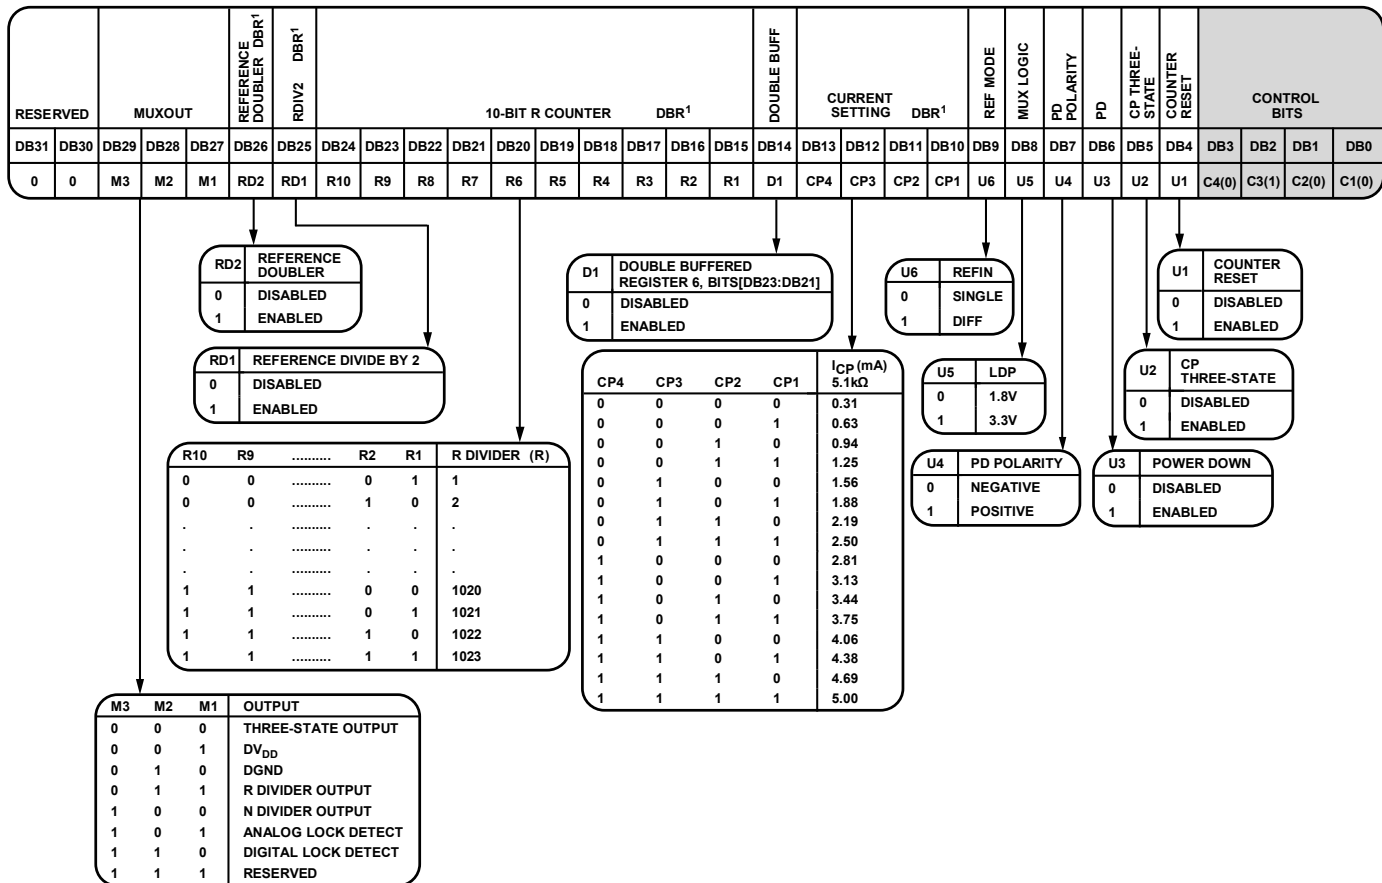 RESERVED MUXOUT REFERENCE DOUBLER DBR1 RDIV2 DBR1 10-BIT R COUNTER DBR1 DOUBLE BUFF CURRENT SETTING DBR1 REF MODE MUX LOGIC PD POLARITY PD CP THREE-STATE COUNTER RESET CONTROL BITS
DB31 DB30 DB29 DB28 DB27 DB26 DB25 DB24 DB23 DB22 DB21 DB20 DB19 DB18 DB17 DB16 DB15 DB14 DB13 DB12 DB11 DB10 DB9 DB8 DB7 DB6 DB5 DB4 DB3 DB2 DB1 DB0
0 0 M3 M2 M1 RD2 RD1 R10 R9 R8 R7 R6 R5 R4 R3 R2 R1 D1 CP4 CP3 CP2 CP1 U6 U5 U4 U3 U2 U1 C4(0) C3(1) C2(0) C1(0)
RD2 REFERENCE
DOUBLER
0 DISABLED
1 ENABLED
RD1 REFERENCE DIVIDE BY 2
0 DISABLED
1 ENABLED
R10 R9 .......... R2 R1 R DIVIDER (R)
0 0 .......... 0 1 1
0 0 .......... 1 0 2
. . .......... . . .
. . .......... . . .
. . .......... . . .
1 1 .......... 0 0 1020
1 1 .......... 0 1 1021
1 1 .......... 1 0 1022
1 1 .......... 1 1 1023
M3 M2 M1 OUTPUT
0 0 0 THREE-STATE OUTPUT
0 0 1 DVDD
0 1 0 DGND
0 1 1 R DIVIDER OUTPUT
1 0 0 N DIVIDER OUTPUT
1 0 1 ANALOG LOCK DETECT
1 1 0 DIGITAL LOCK DETECT
1 1 1 RESERVED
D1 DOUBLE BUFFERED
REGISTER 6, BITS[DB23:DB21]
0 DISABLED
1 ENABLED
ICP (mA)
CP4 CP3 CP2 CP1 5.1kΩ
0 0 0 0 0.31
0 0 0 1 0.63
0 0 1 0 0.94
0 0 1 1 1.25
0 1 0 0 1.56
0 1 0 1 1.88
0 1 1 0 2.19
0 1 1 1 2.50
1 0 0 0 2.81
1 0 0 1 3.13
1 0 1 0 3.44
1 0 1 1 3.75
1 1 0 0 4.06
1 1 0 1 4.38
1 1 1 0 4.69
1 1 1 1 5.00
U6 REFIN
0 SINGLE
1 DIFF
U5 LDP
0 1.8V
1 3.3V
U4 PD POLARITY
0 NEGATIVE
1 POSITIVE
U1 COUNTER
RESET
0 DISABLED
1 ENABLED
U2 CP
THREE-STATE
0 DISABLED
1 ENABLED
U3 POWER DOWN
0 DISABLED
1 ENABLED